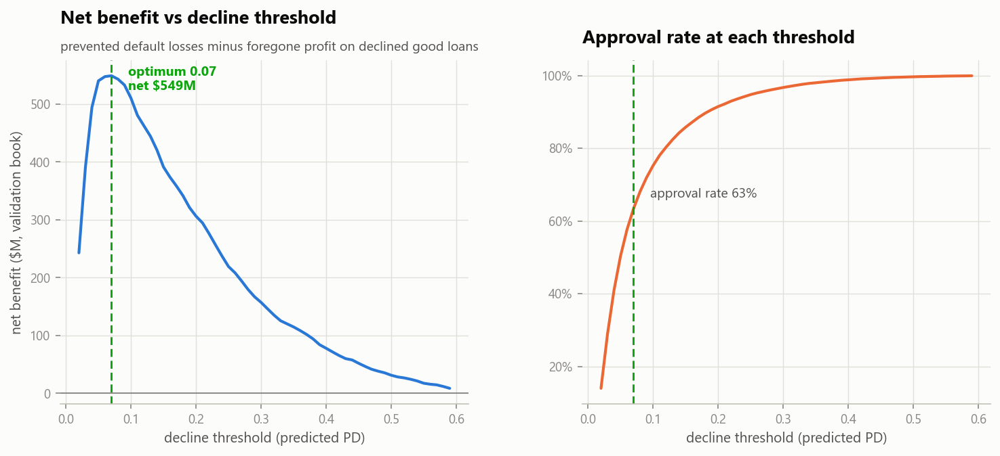 Net benefit vs decline threshold
prevented default losses minus foregone profit on declined good loans
optimum 0.07
net $549M
net benefit ($M, validation book)
500
400
300
200
100
0
0.0 0.1 0.2 0.3 0.4 0.5 0.6
decline threshold (predicted PD)
Approval rate at each threshold
100%
80%
60%
40%
20%
approval rate 63%
0.0 0.1 0.2 0.3 0.4 0.5 0.6
decline threshold (predicted PD)